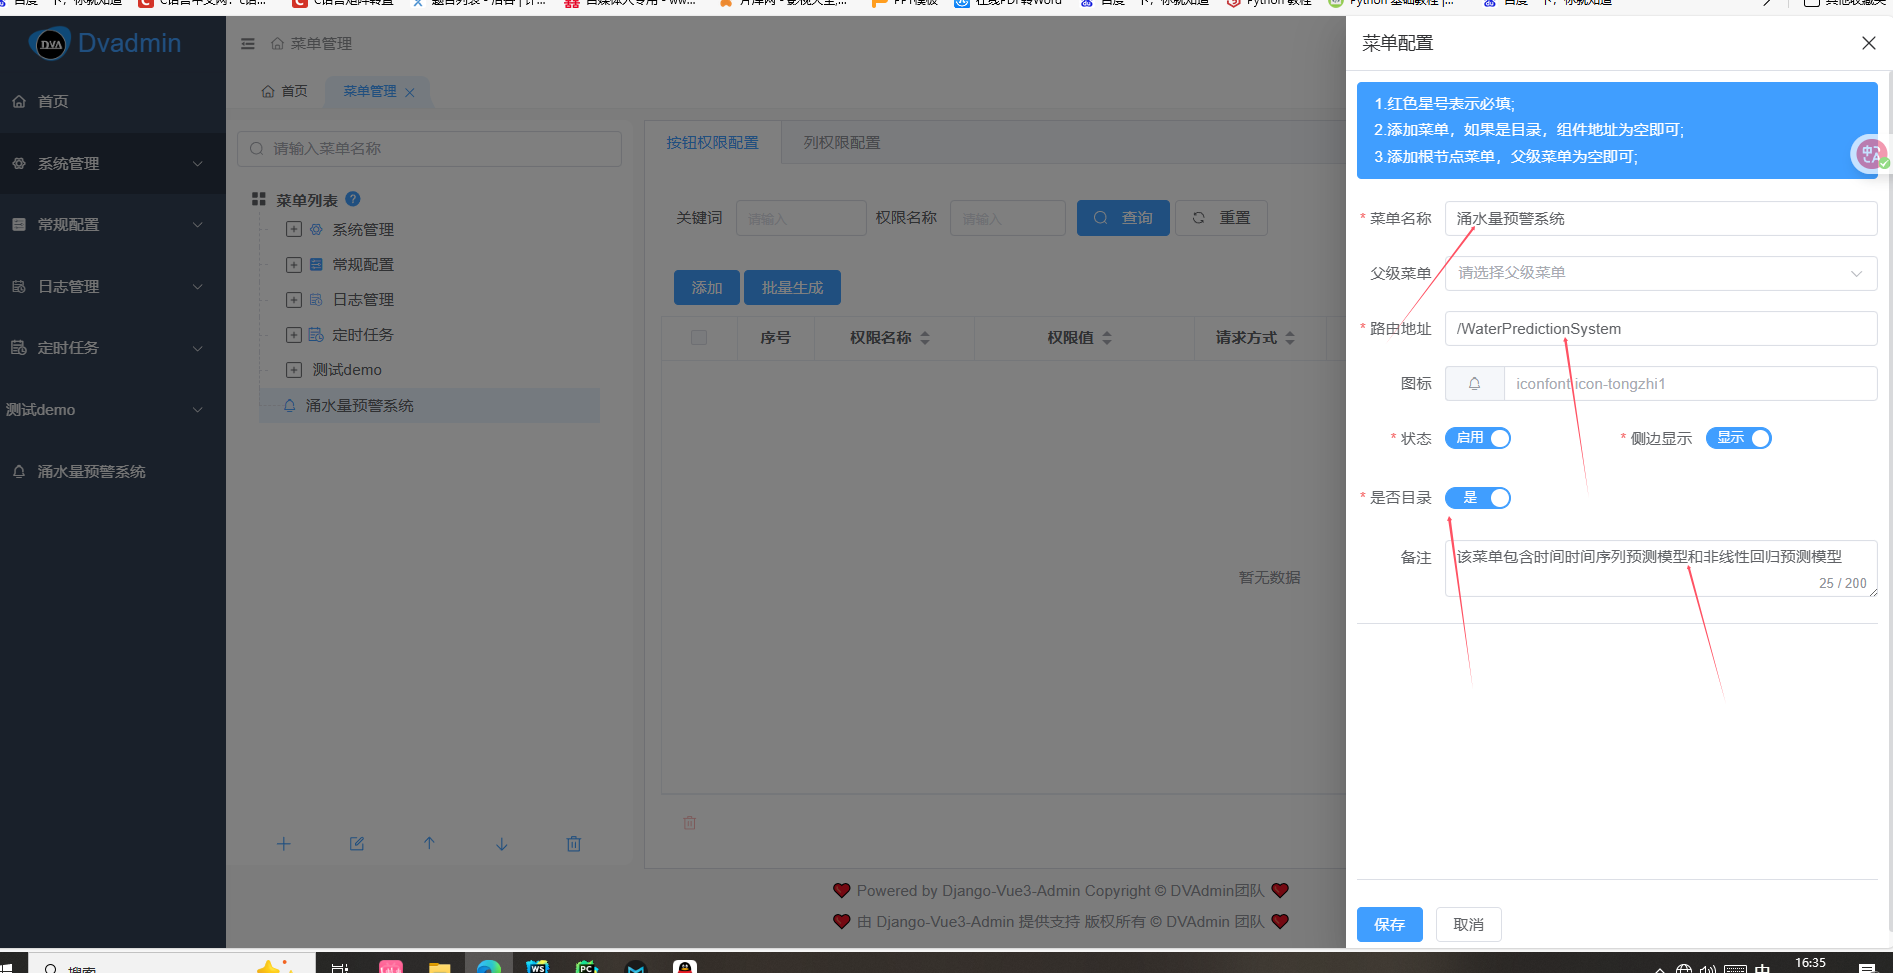 Dvadmin
首页
系统管理
常规配置
日志管理
定时任务
测试demo
涌水量预警系统
菜单管理
首页
菜单管理
请输入菜单名称
菜单列表
系统管理
常规配置
日志管理
定时任务
测试demo
涌水量预警系统
按钮权限配置 列权限配置
关键词 请输入 权限名称 请输入 查询 重置
添加 批量生成
序号 权限名称 权限值 请求方式
暂无数据
Powered by Django-Vue3-Admin Copyright © DVAdmin团队
由 Django-Vue3-Admin 提供支持 版权所有 © DVAdmin 团队
菜单配置
1.红色星号表示必填;
2.添加菜单，如果是目录，组件地址为空即可;
3.添加根节点菜单，父级菜单为空即可;
* 菜单名称 涌水量预警系统
父级菜单 请选择父级菜单
* 路由地址 /WaterPredictionSystem
图标 iconfont icon-tongzhi1
* 状态 启用 * 侧边显示 显示
* 是否目录 是
备注 该菜单包含时间时间序列预测模型和非线性回归预测模型
25 / 200
保存 取消
16:35